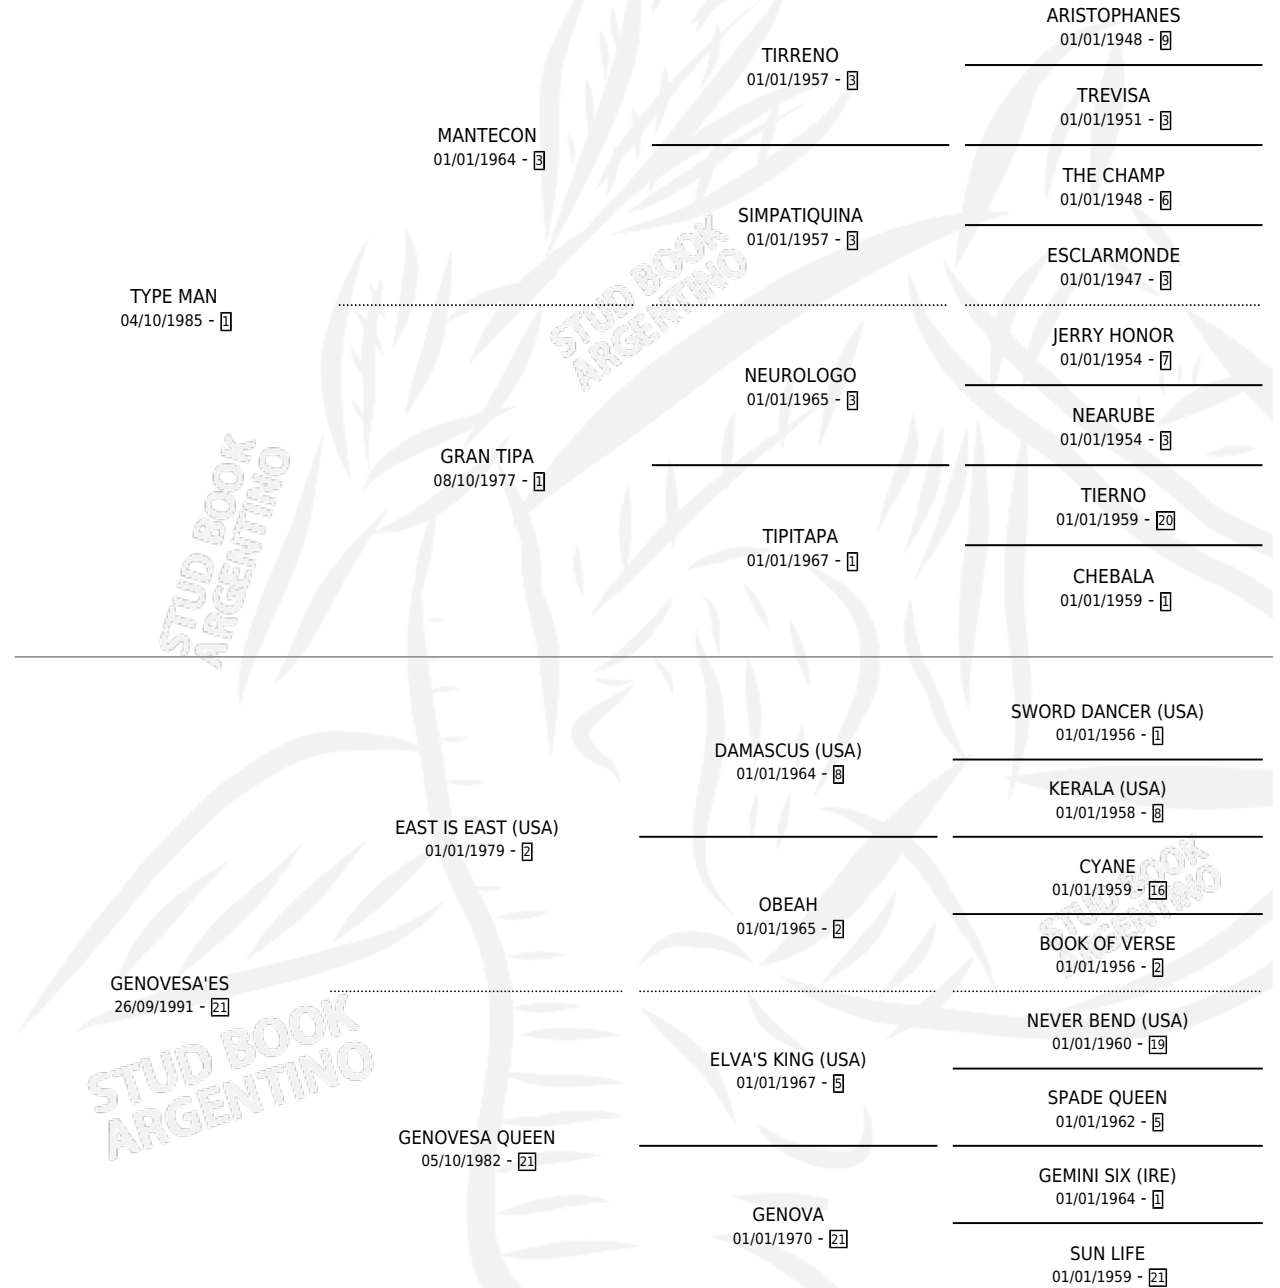 ARISTOPHANES
01/01/1948 - 9
TIRRENO
01/01/1957 - 3
TREVISA
01/01/1951 - 3
MANTECON
01/01/1964 - 3
THE CHAMP
01/01/1948 - 6
SIMPATIQUINA
01/01/1957 - 3
ESCLARMONDE
01/01/1947 - 3
STUD BOOK
ARGENTINO
TYPE MAN
04/10/1985 - 1
JERRY HONOR
01/01/1954 - 7
NEUROLOGO
01/01/1965 - 3
NEARUBE
01/01/1954 - 3
GRAN TIPA
08/10/1977 - 1
TIERNO
01/01/1959 - 20
TIPITAPA
01/01/1967 - 1
CHEBALA
01/01/1959 - 1
STUD BOOK
ARGENTINO
SWORD DANCER (USA)
01/01/1956 - 1
DAMASCUS (USA)
01/01/1964 - 8
KERALA (USA)
01/01/1958 - 8
EAST IS EAST (USA)
01/01/1979 - 2
CYANE
01/01/1959 - 16
OBEAH
01/01/1965 - 2
BOOK OF VERSE
01/01/1956 - 2
STUD BOOK
ARGENTINO
GENOVESA'ES
26/09/1991 - 21
NEVER BEND (USA)
01/01/1960 - 19
ELVA'S KING (USA)
01/01/1967 - 5
SPADE QUEEN
01/01/1962 - 5
STUD BOOK
ARGENTINO
GENOVESA QUEEN
05/10/1982 - 21
GEMINI SIX (IRE)
01/01/1964 - 1
GENOVA
01/01/1970 - 21
SUN LIFE
01/01/1959 - 21